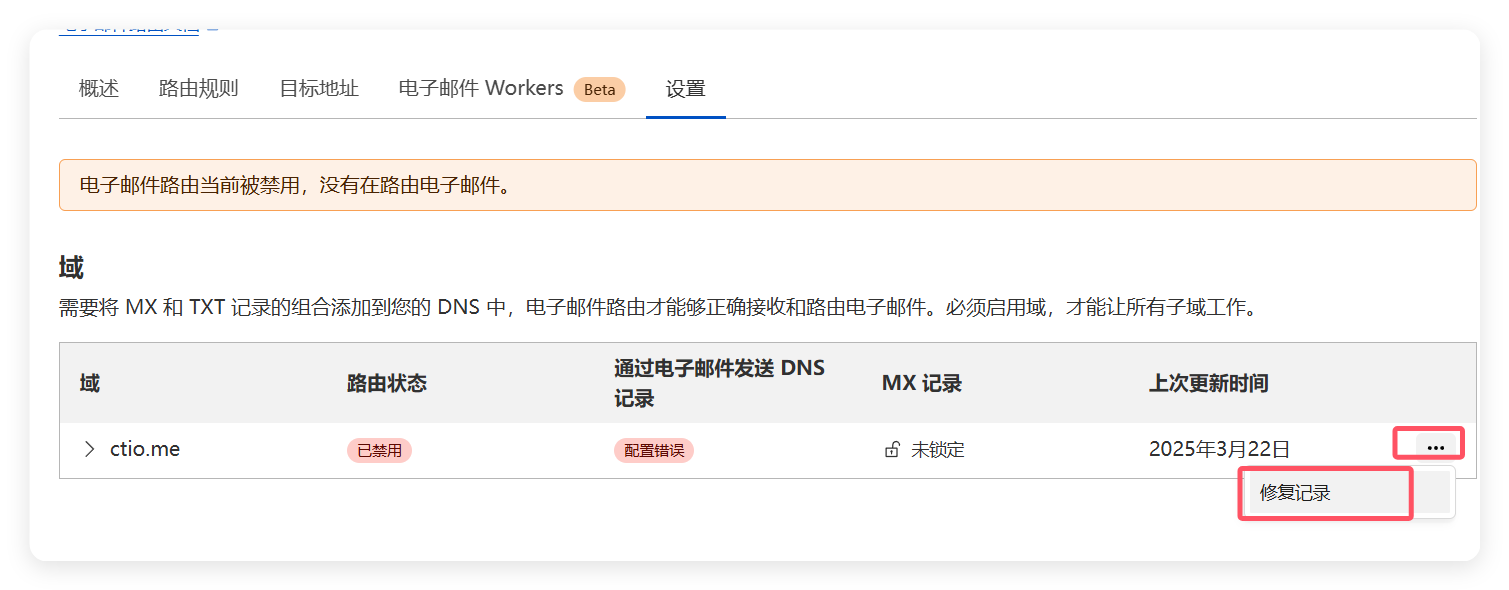 概述 路由规则 目标地址 电子邮件 Workers Beta 设置
电子邮件路由当前被禁用，没有在路由电子邮件。
域
需要将 MX 和 TXT 记录的组合添加到您的 DNS 中，电子邮件路由才能够正确接收和路由电子邮件。必须启用域，才能让所有子域工作。
域 路由状态 通过电子邮件发送 DNS MX 记录 上次更新时间
记录
ctio.me 已禁用 配置错误 未锁定 2025年3月22日 ...
修复记录